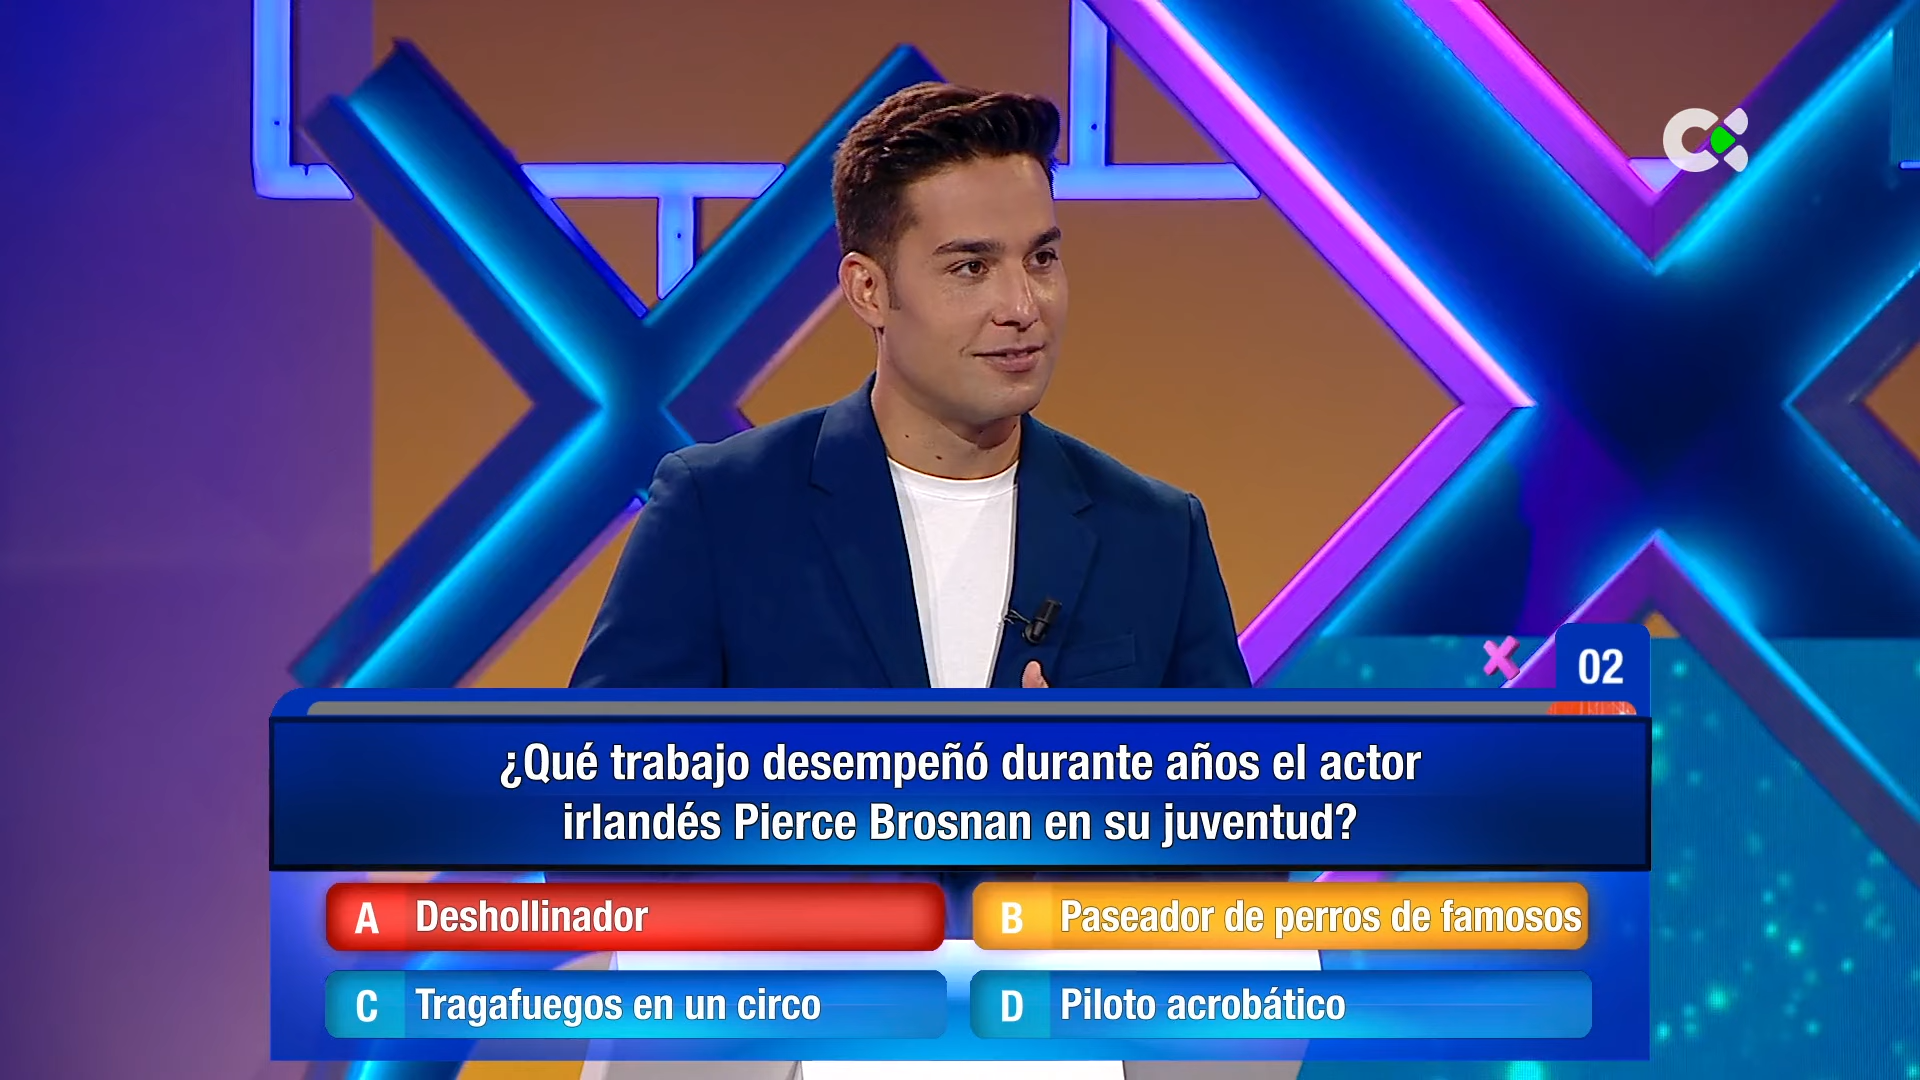 02
¿Qué trabajo desempeñó durante años el actor
irlandés Pierce Brosnan en su juventud?
A Deshollinador
B Paseador de perros de famosos
C Tragafuegos en un circo
D Piloto acrobático